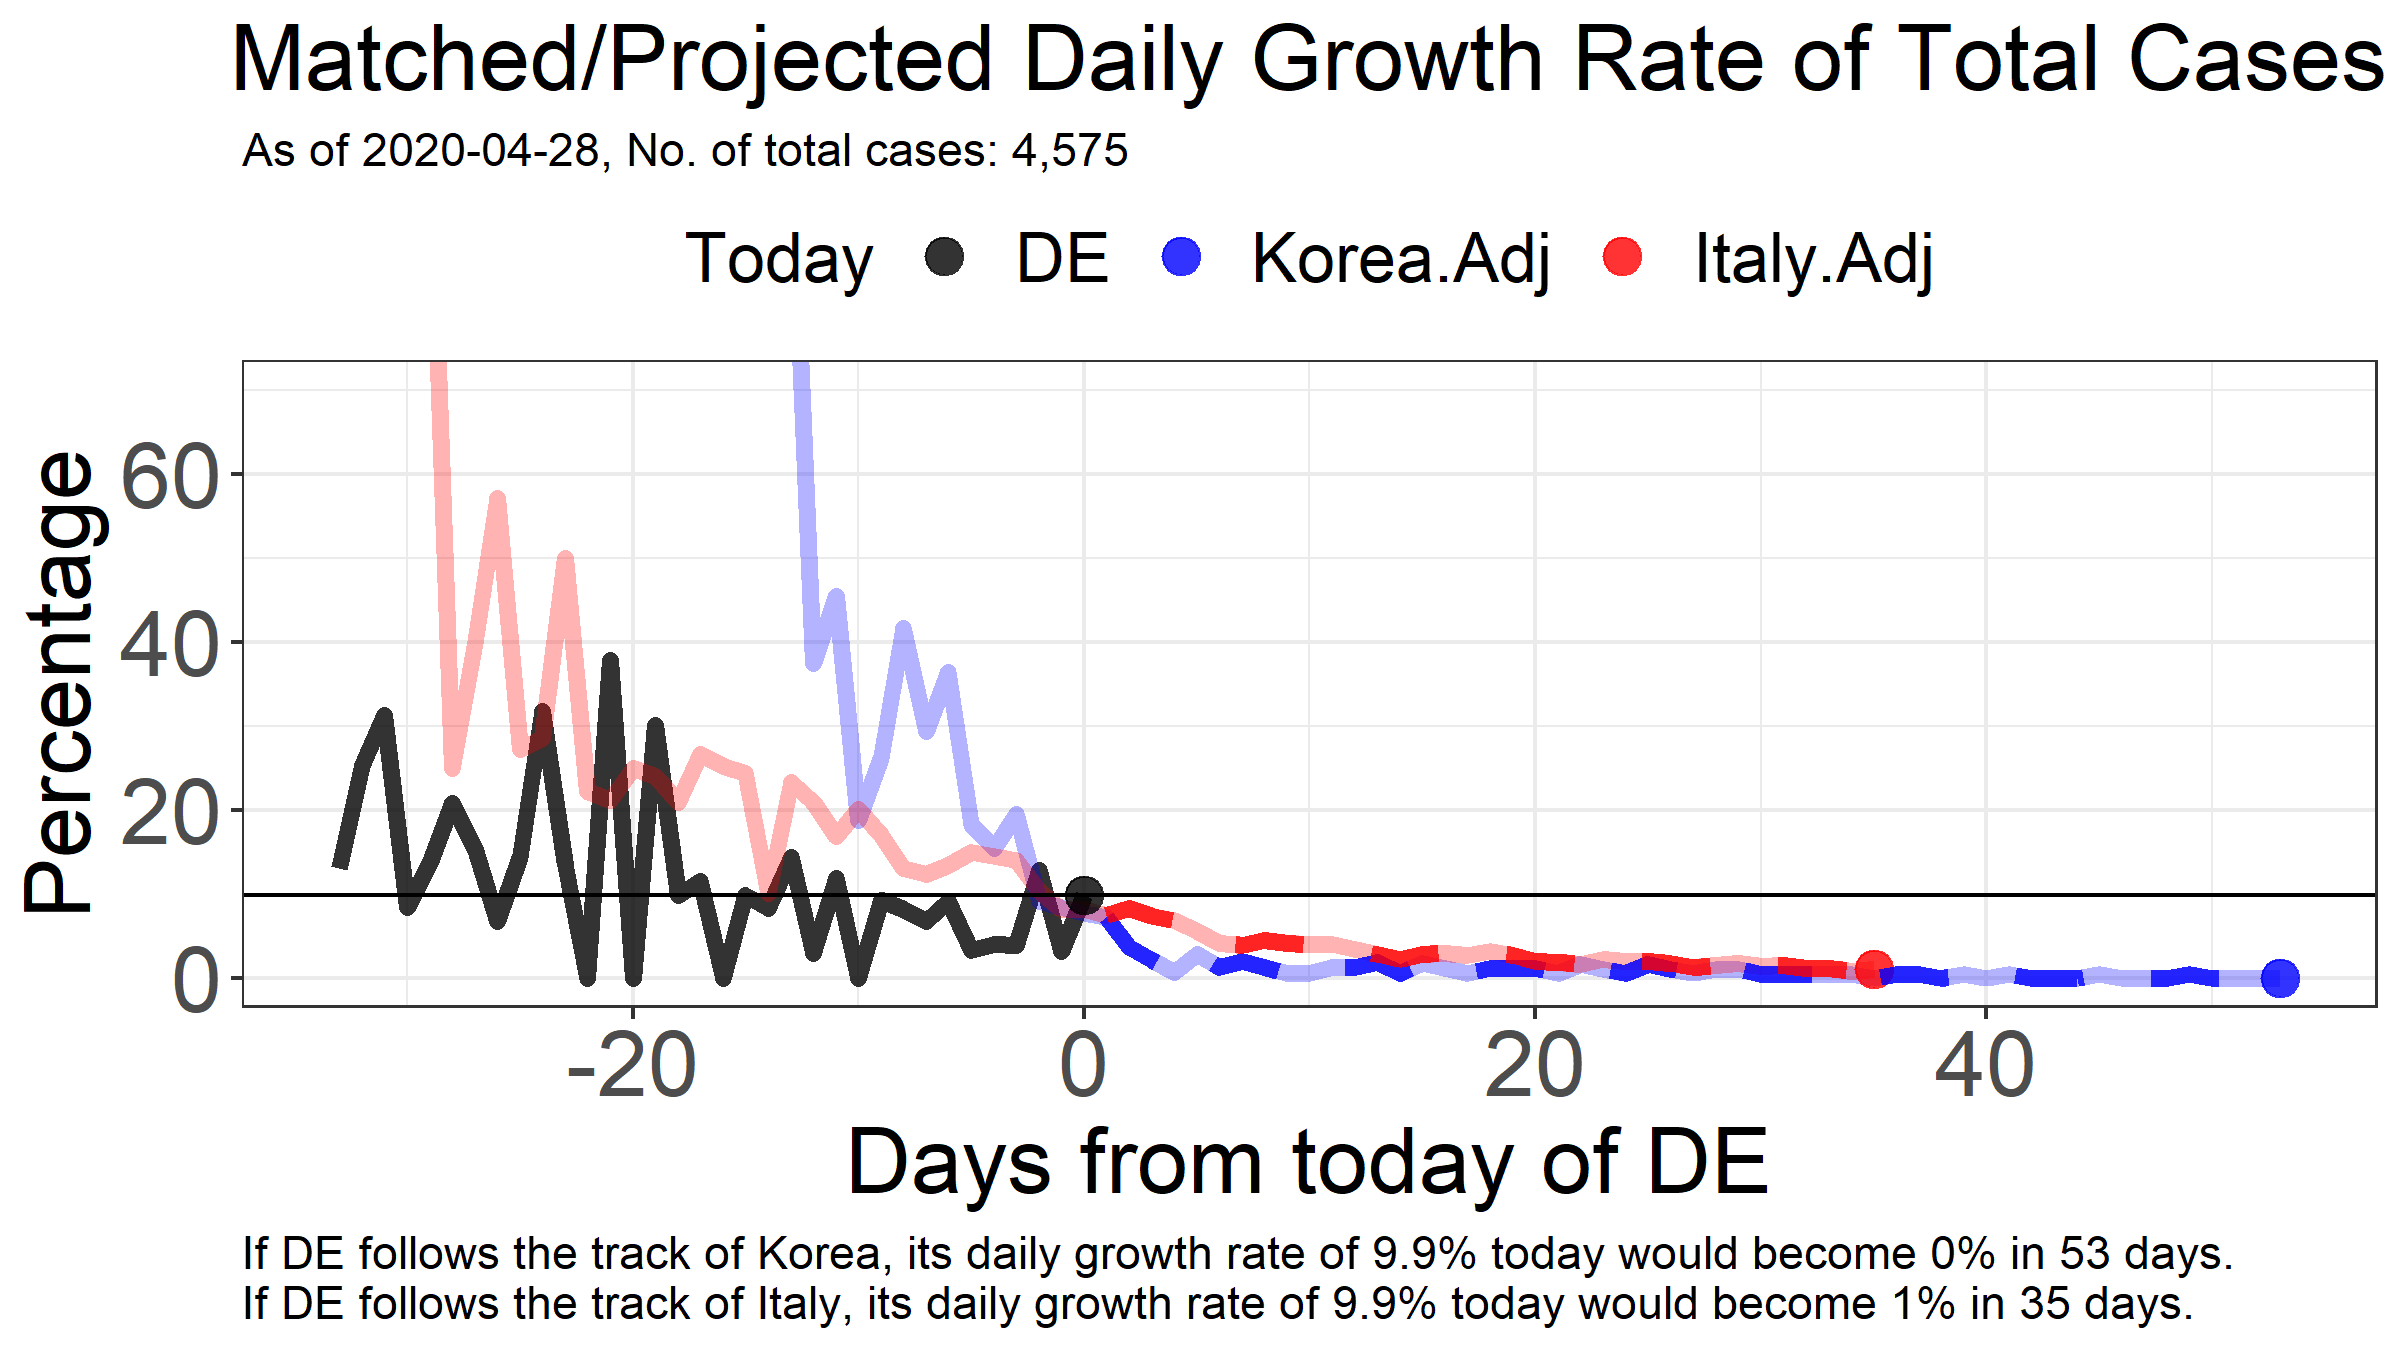 Matched/Projected Daily Growth Rate of Total Cases
As of 2020-04-28, No. of total cases: 4,575
Today DE Korea.Adj Italy.Adj
Percentage
60
40
20
0
-20 0 20 40
Days from today of DE
If DE follows the track of Korea, its daily growth rate of 9.9% today would become 0% in 53 days.
If DE follows the track of Italy, its daily growth rate of 9.9% today would become 1% in 35 days.